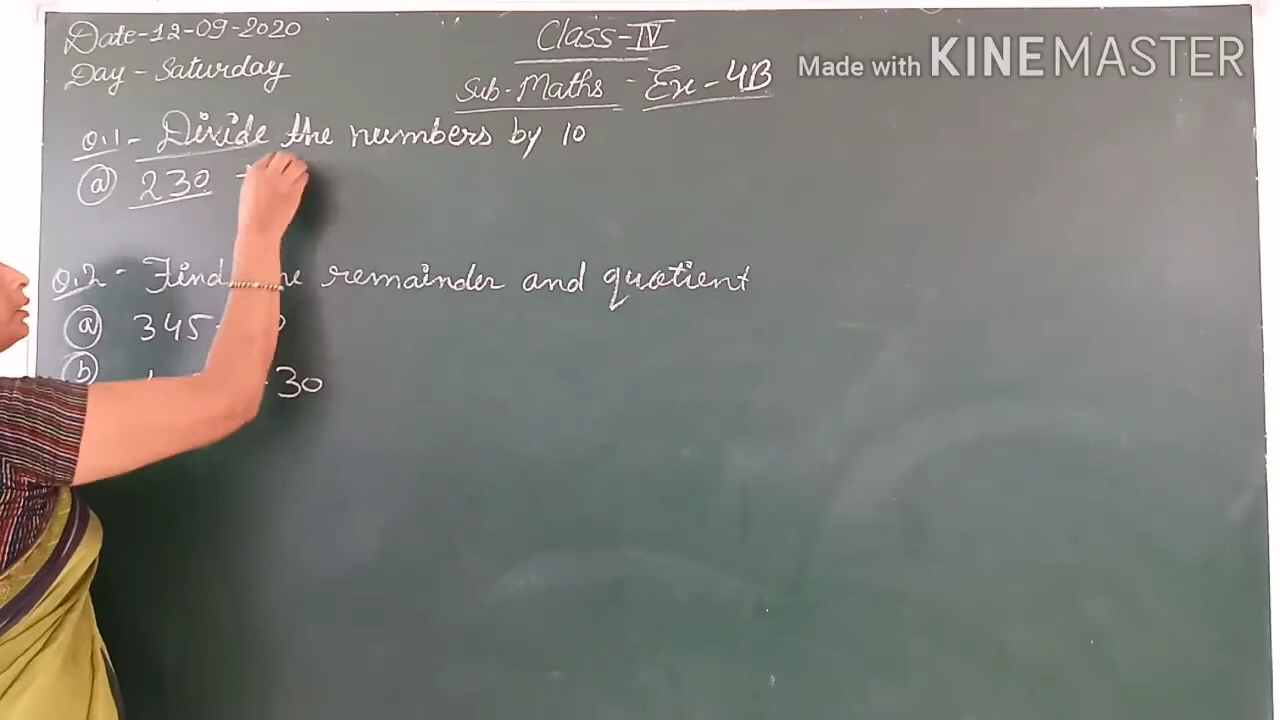 Date-12-09-2020
Day - Saturday
Class-IV
Sub-Maths - Ex-4B
Made with KINEMASTER
Q.1 - Divide the numbers by 10
(a) 230
Q.2 - Find remainder and quotient
(a) 345
(b) 30